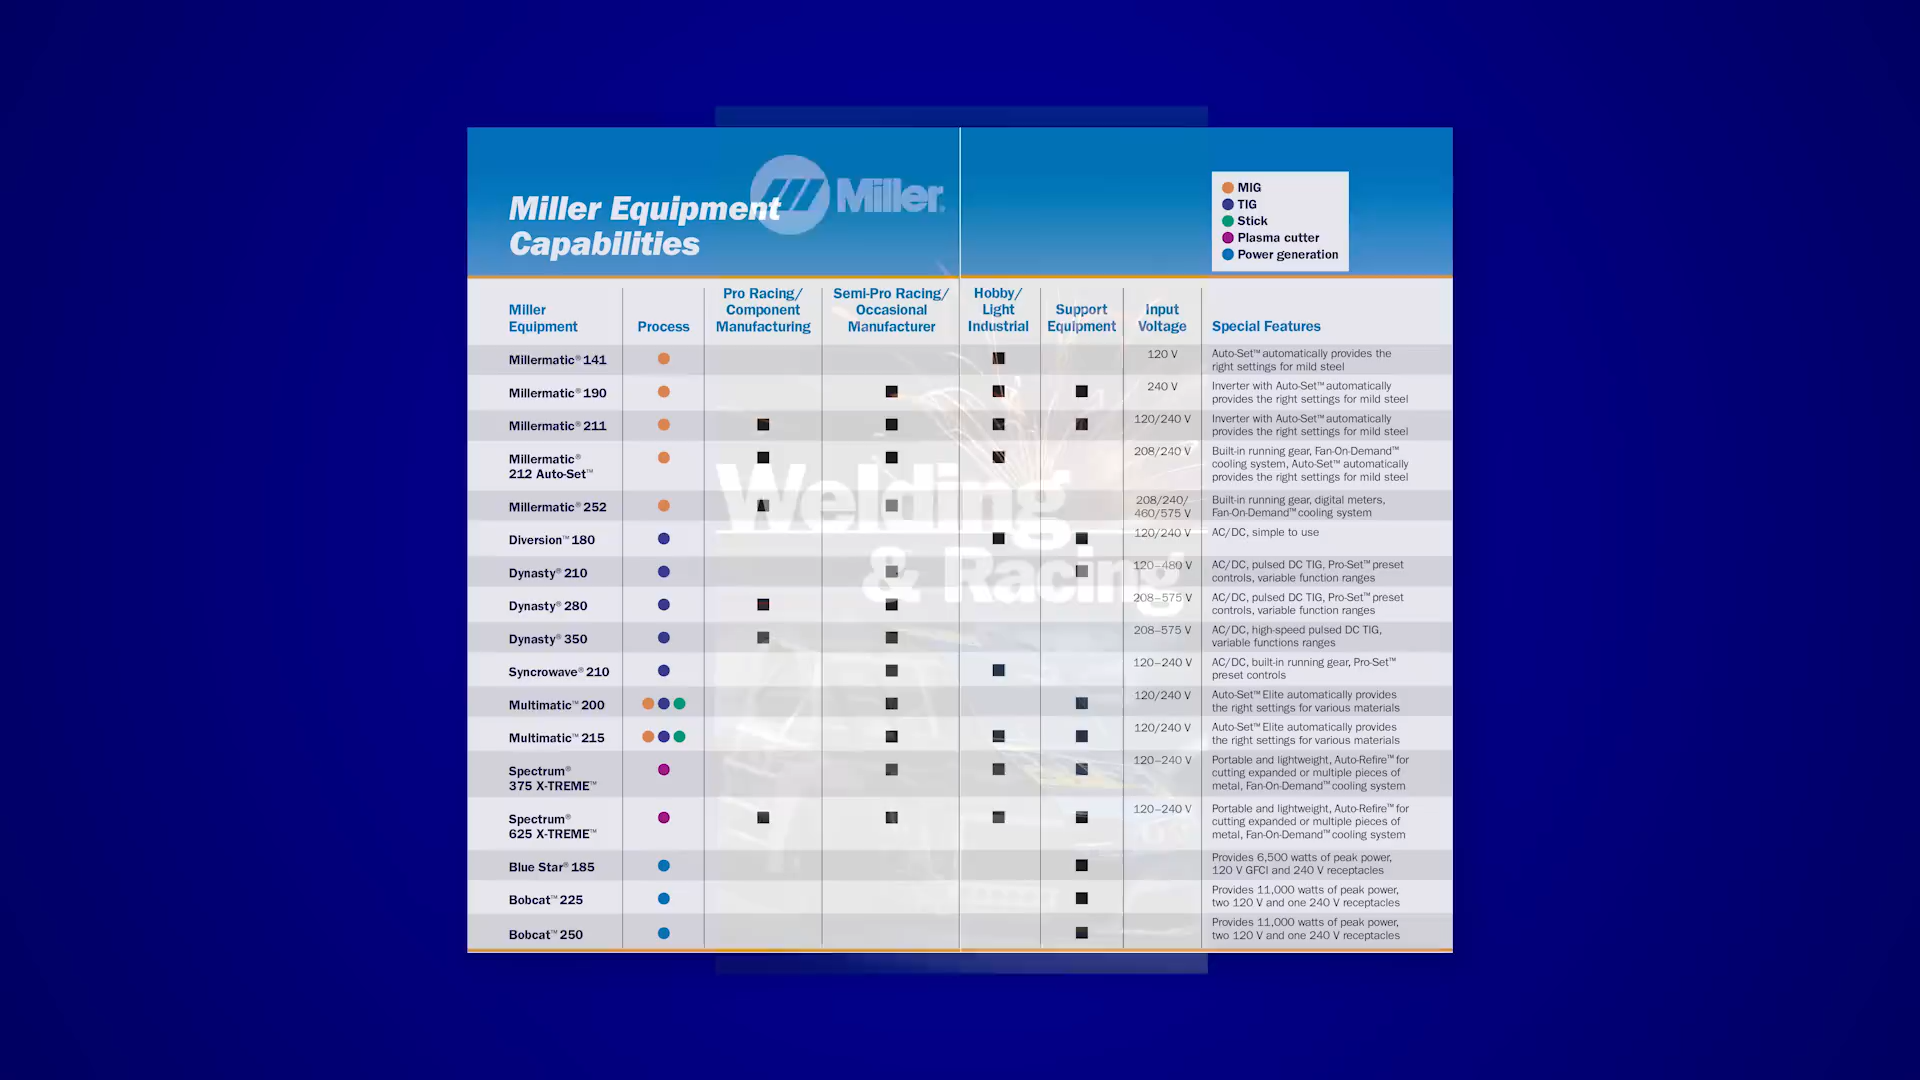 Miller Equipment
Capabilities
Miller®
MIG
TIG
Stick
Plasma cutter
Power generation
Miller Equipment
Process
Pro Racing/ Component Manufacturing
Semi-Pro Racing/ Occasional Manufacturer
Hobby/ Light Industrial
Support Equipment
Input Voltage
Special Features
Millermatic® 141
120 V
Auto-Set™ automatically provides the
right settings for mild steel
Millermatic® 190
240 V
Inverter with Auto-Set™ automatically
provides the right settings for mild steel
Millermatic® 211
120/240 V
Inverter with Auto-Set™ automatically
provides the right settings for mild steel
Millermatic®
212 Auto-Set™
208/240 V
Built-in running gear, Fan-On-Demand™
cooling system, Auto-Set™ automatically
provides the right settings for mild steel
Welding
& Racing
Millermatic® 252
208/240/
460/575 V
Built-in running gear, digital meters,
Fan-On-Demand™ cooling system
Diversion™ 180
120/240 V
AC/DC, simple to use
Dynasty® 210
120–480 V
AC/DC, pulsed DC TIG, Pro-Set™ preset
controls, variable function ranges
Dynasty® 280
208–575 V
AC/DC, pulsed DC TIG, Pro-Set™ preset
controls, variable function ranges
Dynasty® 350
208–575 V
AC/DC, high-speed pulsed DC TIG,
variable functions ranges
Syncrowave® 210
120–240 V
AC/DC, built-in running gear, Pro-Set™
preset controls
Multimatic™ 200
120/240 V
Auto-Set™ Elite automatically provides
the right settings for various materials
Multimatic™ 215
120/240 V
Auto-Set™ Elite automatically provides
the right settings for various materials
Spectrum®
375 X-TREME™
120–240 V
Portable and lightweight, Auto-Refire™ for
cutting expanded or multiple pieces of
metal, Fan-On-Demand™ cooling system
Spectrum®
625 X-TREME™
120–240 V
Portable and lightweight, Auto-Refire™ for
cutting expanded or multiple pieces of
metal, Fan-On-Demand™ cooling system
Blue Star® 185
Provides 6,500 watts of peak power,
120 V GFCI and 240 V receptacles
Bobcat™ 225
Provides 11,000 watts of peak power,
two 120 V and one 240 V receptacles
Bobcat™ 250
Provides 11,000 watts of peak power,
two 120 V and one 240 V receptacles